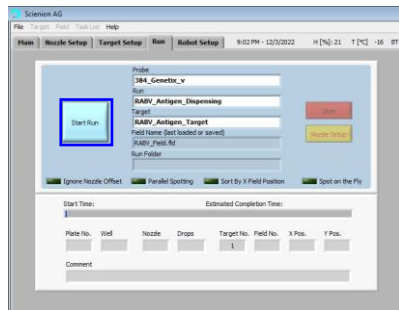 Scienion AG
File Target Field Task List Help
Main Nozzle Setup Target Setup Run Robot Setup 9:02 PM - 12/3/2022 H [%]: 21 T [°C] -16 BT
Probe
384_Genetix_v
Run
RABV_Antigen_Dispensing
Target
Start Run
RABV_Antigen_Target
Stop
Field Name (last loaded or saved)
Nozzle Setup
RABV_Field.fld
Run Folder
Ignore Nozzle Offset Parallel Spotting Sort By X Field Position Spot on the Fly
Start Time: Estimated Completion Time:
Plate No. Well Nozzle Drops Target No. Field No. X Pos. Y Pos.
1
Comment